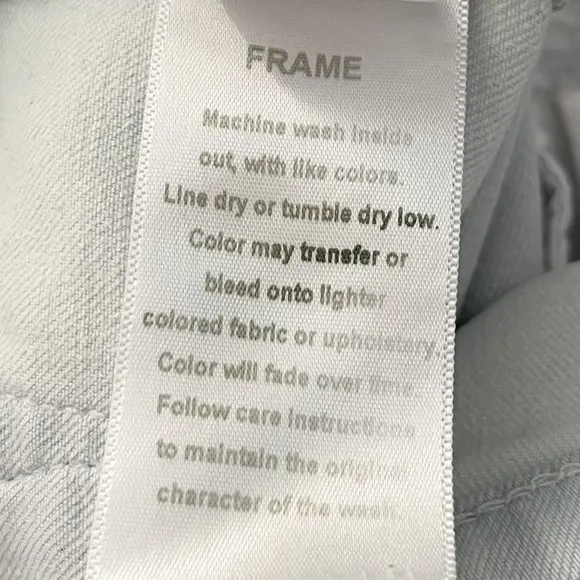 FRAME
Machine wash inside
out, with like colors.
Line dry or tumble dry low.
Color may transfer or
bleed onto lighter
colored fabric or upholstery.
Color will fade over time.
Follow care instructions
to maintain the original
character of the wash.